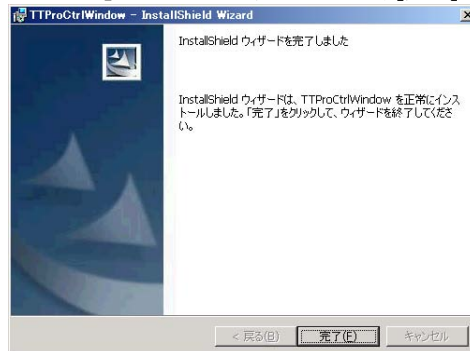 TTProCtrlWindow - InstallShield Wizard
InstallShield ウィザードを完了しました
InstallShield ウィザードは、TTProCtrlWindow を正常にインス
トールしました。「完了」をクリックして、ウィザードを終了してくださ
い。
< 戻る(B)
完了(F)
キャンセル